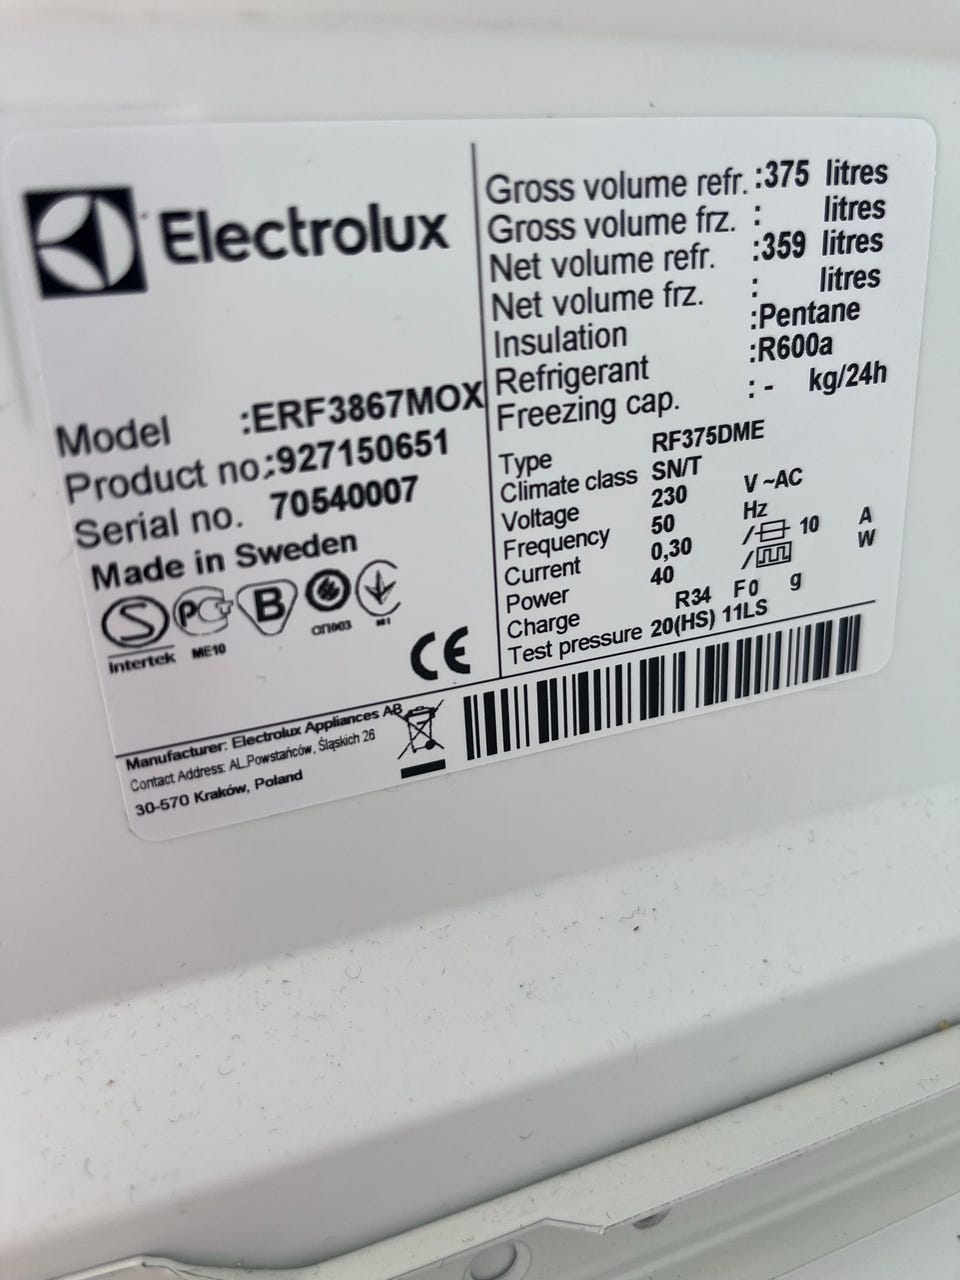 Electrolux
Model :ERF3867MOX
Product no.:927150651
Serial no. 70540007
Made in Sweden
S PG B
Intertek ME10 СП003 M1
CE
Gross volume refr. :375 litres
Gross volume frz. : litres
Net volume refr. :359 litres
Net volume frz. : litres
Insulation :Pentane
Refrigerant :R600a
Freezing cap. : - kg/24h
Type RF375DME
Climate class SN/T
Voltage 230 V ~AC
Frequency 50 Hz
Current 0,30 / 10 A
Power 40 / W
Charge R34 F0 g
Test pressure 20(HS) 11LS
Manufacturer: Electrolux Appliances AB
Contact Address: AL.Powstańców, Śląskich 26
30-570 Kraków, Poland